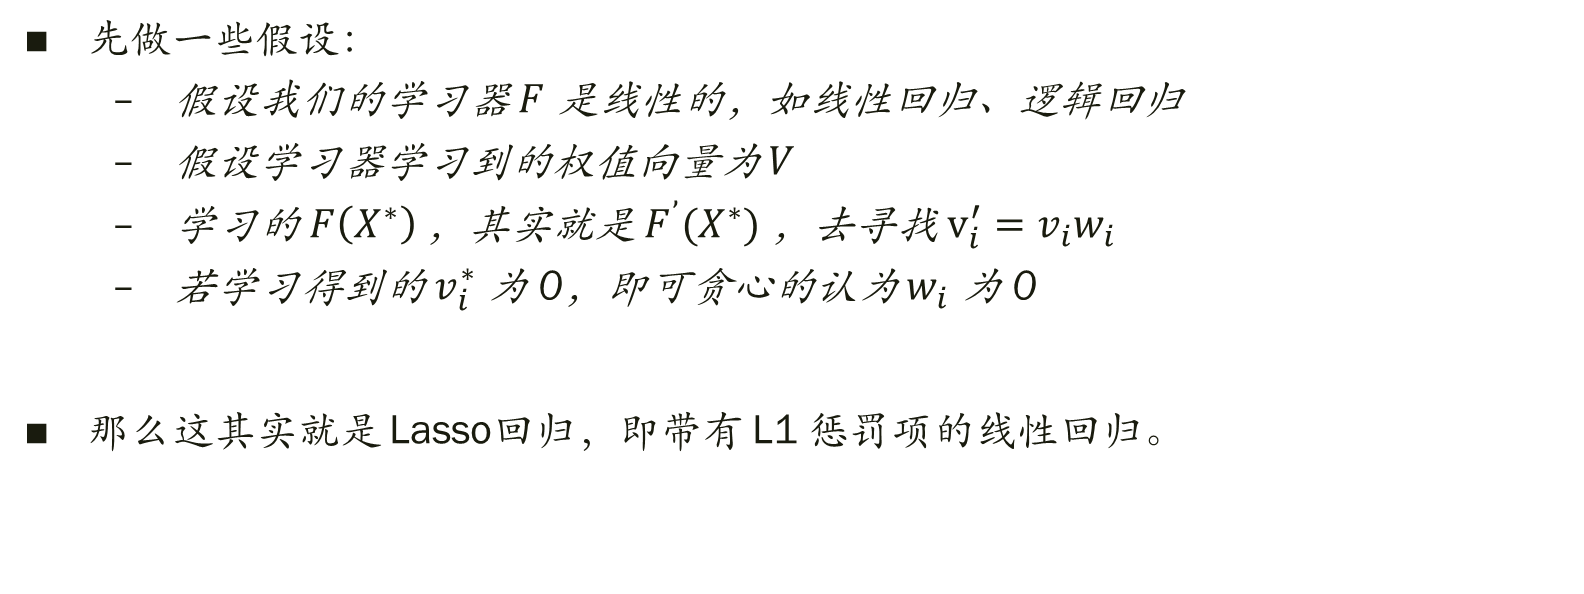 ■ 先做一些假设：
– 假设我们的学习器F 是线性的，如线性回归、逻辑回归
– 假设学习器学习到的权值向量为V
– 学习的F(X*)，其实就是F'(X*)，去寻找v′ᵢ = vᵢwᵢ
– 若学习得到的vᵢ* 为0，即可贪心的认为wᵢ 为0
■ 那么这其实就是Lasso回归，即带有 L1 惩罚项的线性回归。